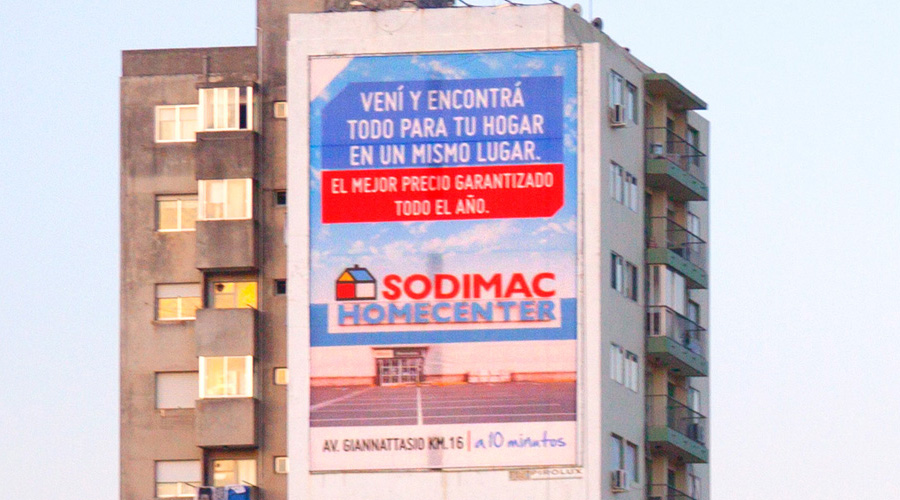 VENÍ Y ENCONTRÁ
TODO PARA TU HOGAR
EN UN MISMO LUGAR.
EL MEJOR PRECIO GARANTIZADO
TODO EL AÑO.
SODIMAC
HOMECENTER
AV. GIANNATTASIO KM.16 | a 10 minutos
PIROLUX